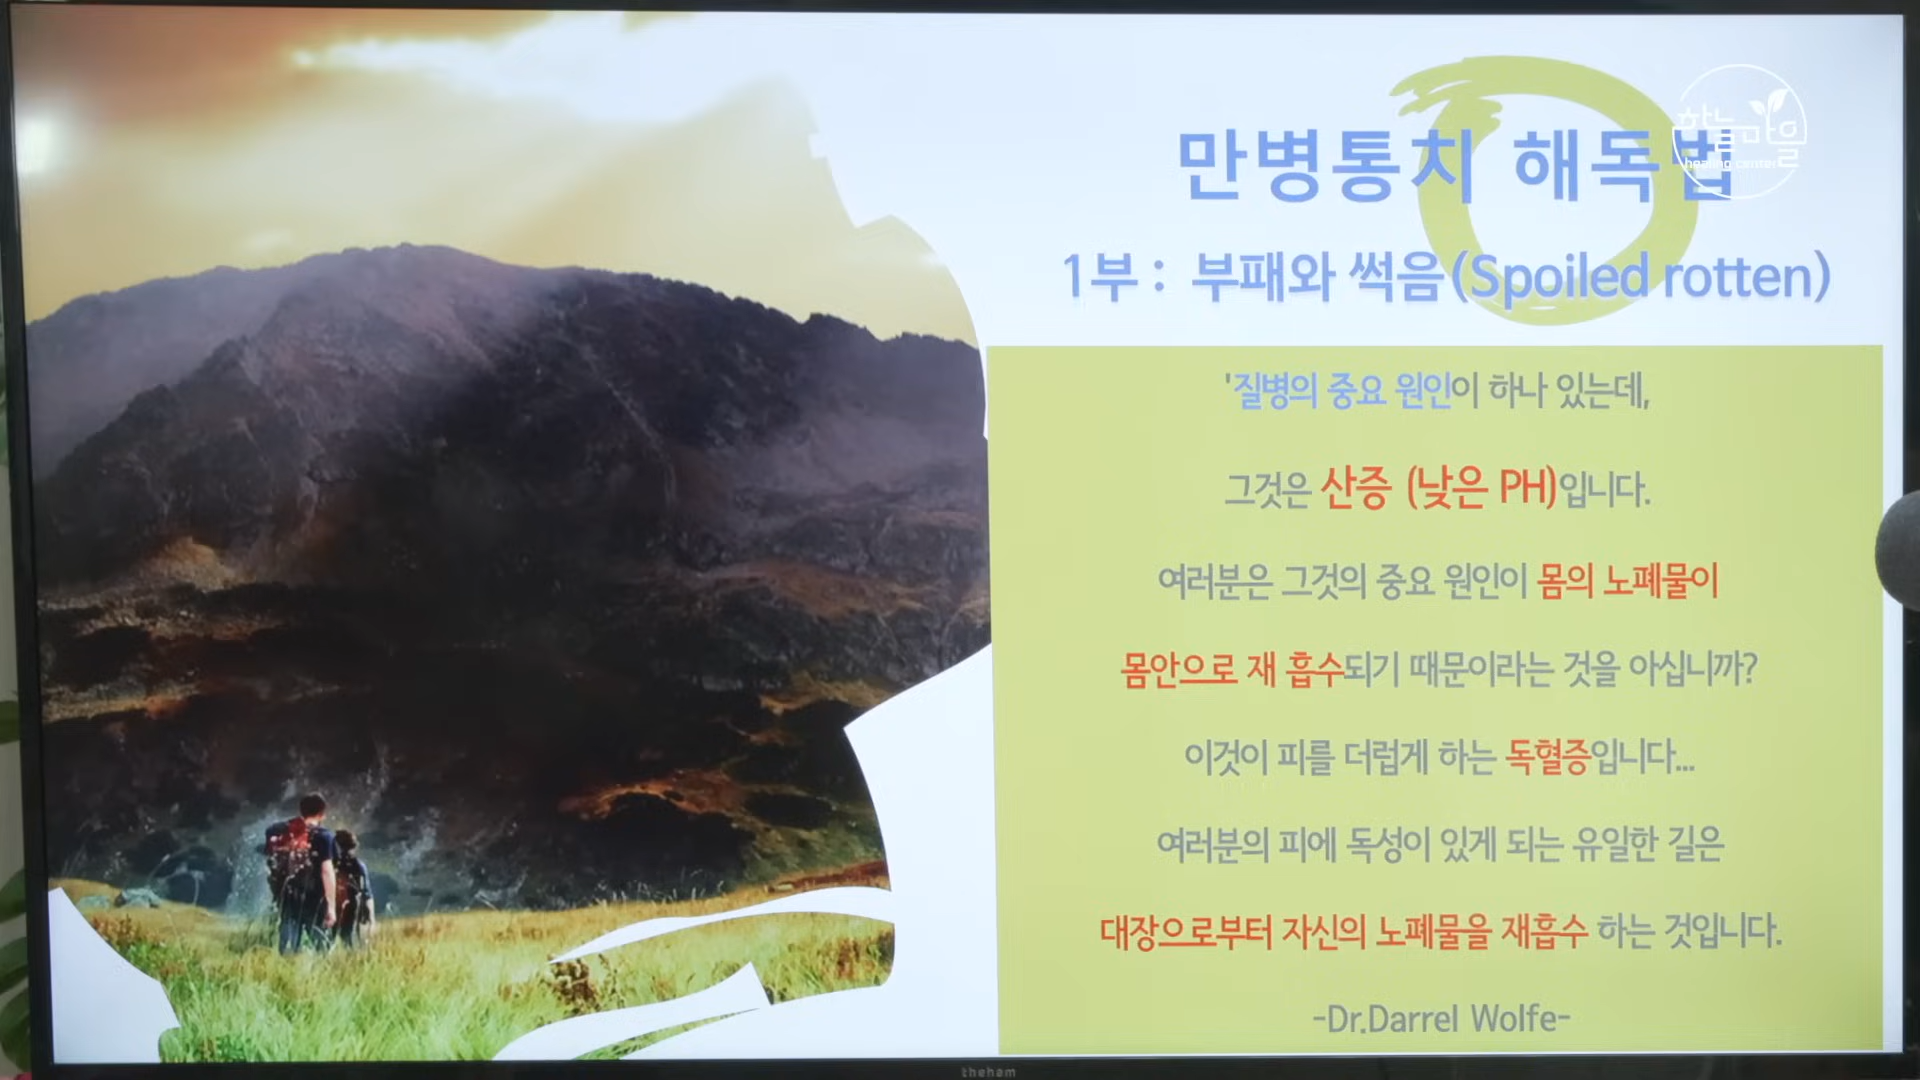 하늘마을
healing center
만병통치 해독법
1부 : 부패와 썩음(Spoiled rotten)
'질병의 중요 원인이 하나 있는데,
그것은 산증 (낮은 PH)입니다.
여러분은 그것의 중요 원인이 몸의 노폐물이
몸안으로 재 흡수되기 때문이라는 것을 아십니까?
이것이 피를 더럽게 하는 독혈증입니다...
여러분의 피에 독성이 있게 되는 유일한 길은
대장으로부터 자신의 노폐물을 재흡수 하는 것입니다.
-Dr.Darrel Wolfe-
theham